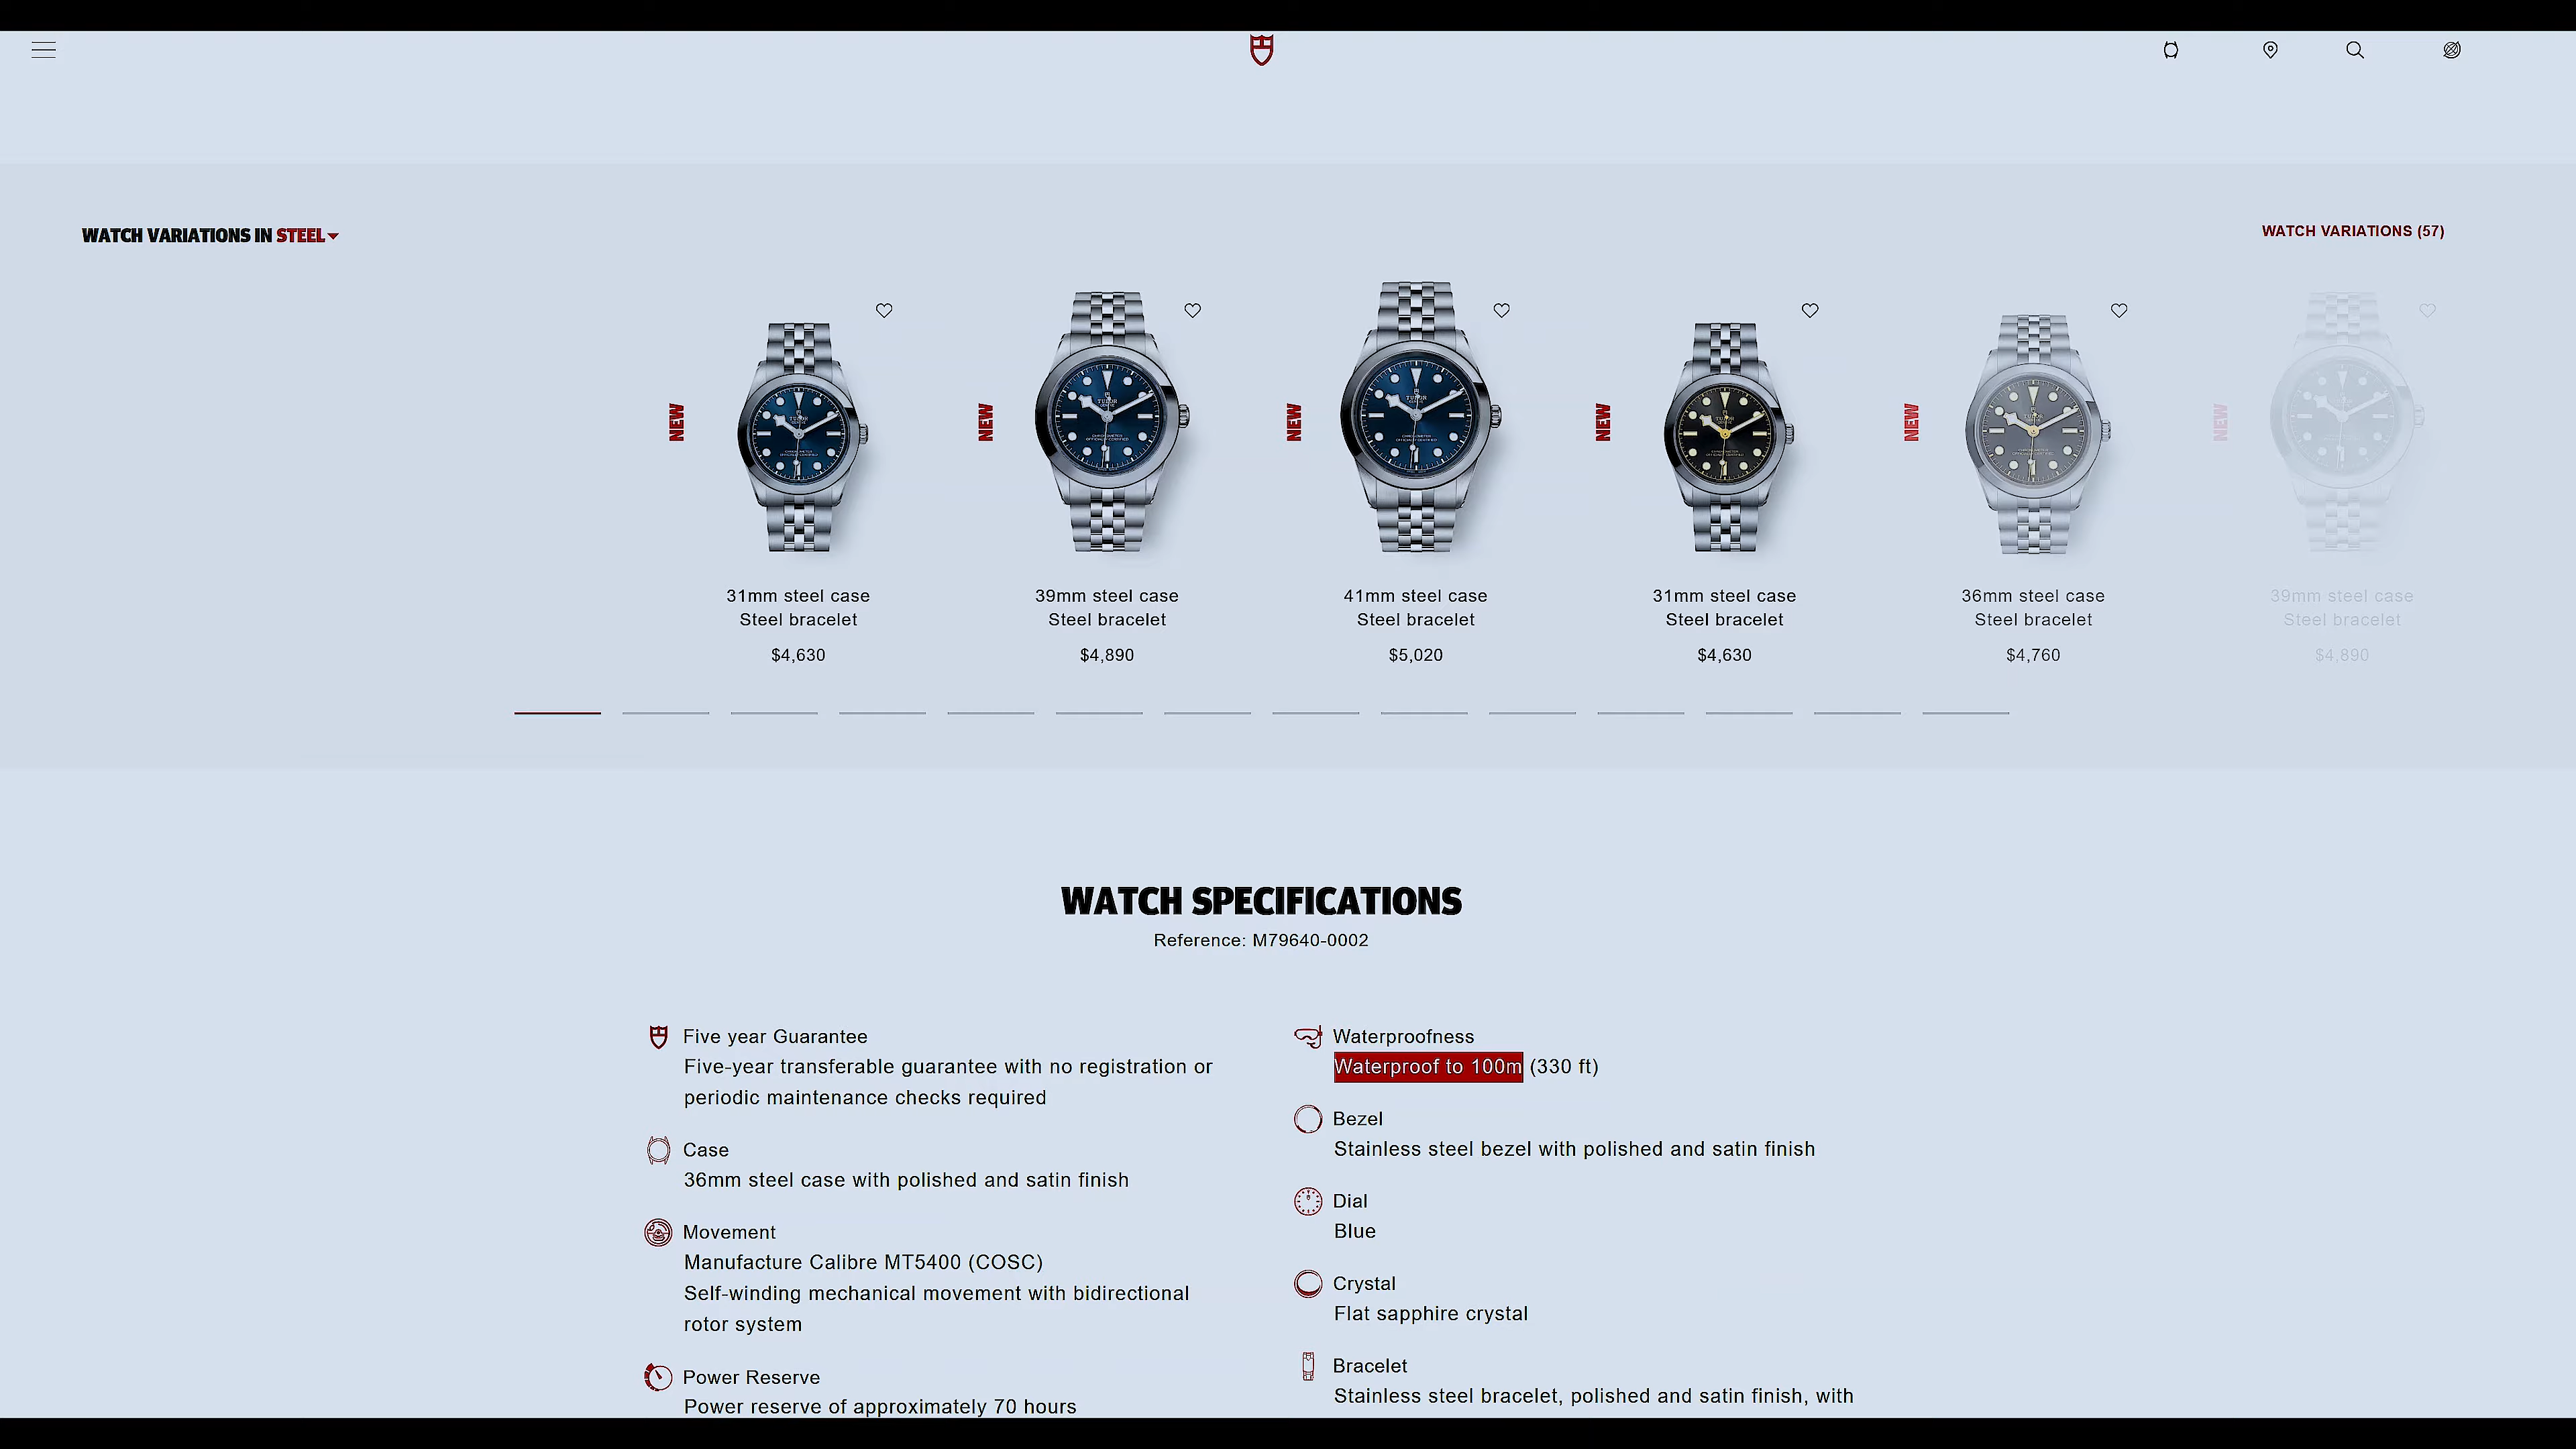 WATCH VARIATIONS IN STEEL
WATCH VARIATIONS (57)
NEW
NEW
NEW
NEW
NEW
NEW
TUDOR
TUDOR
TUDOR
TUDOR
TUDOR
31mm steel case
Steel bracelet
$4,630
39mm steel case
Steel bracelet
$4,890
41mm steel case
Steel bracelet
$5,020
31mm steel case
Steel bracelet
$4,630
36mm steel case
Steel bracelet
$4,760
39mm steel case
Steel bracelet
$4,890
WATCH SPECIFICATIONS
Reference: M79640-0002
Five year Guarantee
Five-year transferable guarantee with no registration or
periodic maintenance checks required
Case
36mm steel case with polished and satin finish
Movement
Manufacture Calibre MT5400 (COSC)
Self-winding mechanical movement with bidirectional
rotor system
Power Reserve
Power reserve of approximately 70 hours
Waterproofness
Waterproof to 100m (330 ft)
Bezel
Stainless steel bezel with polished and satin finish
Dial
Blue
Crystal
Flat sapphire crystal
Bracelet
Stainless steel bracelet, polished and satin finish, with